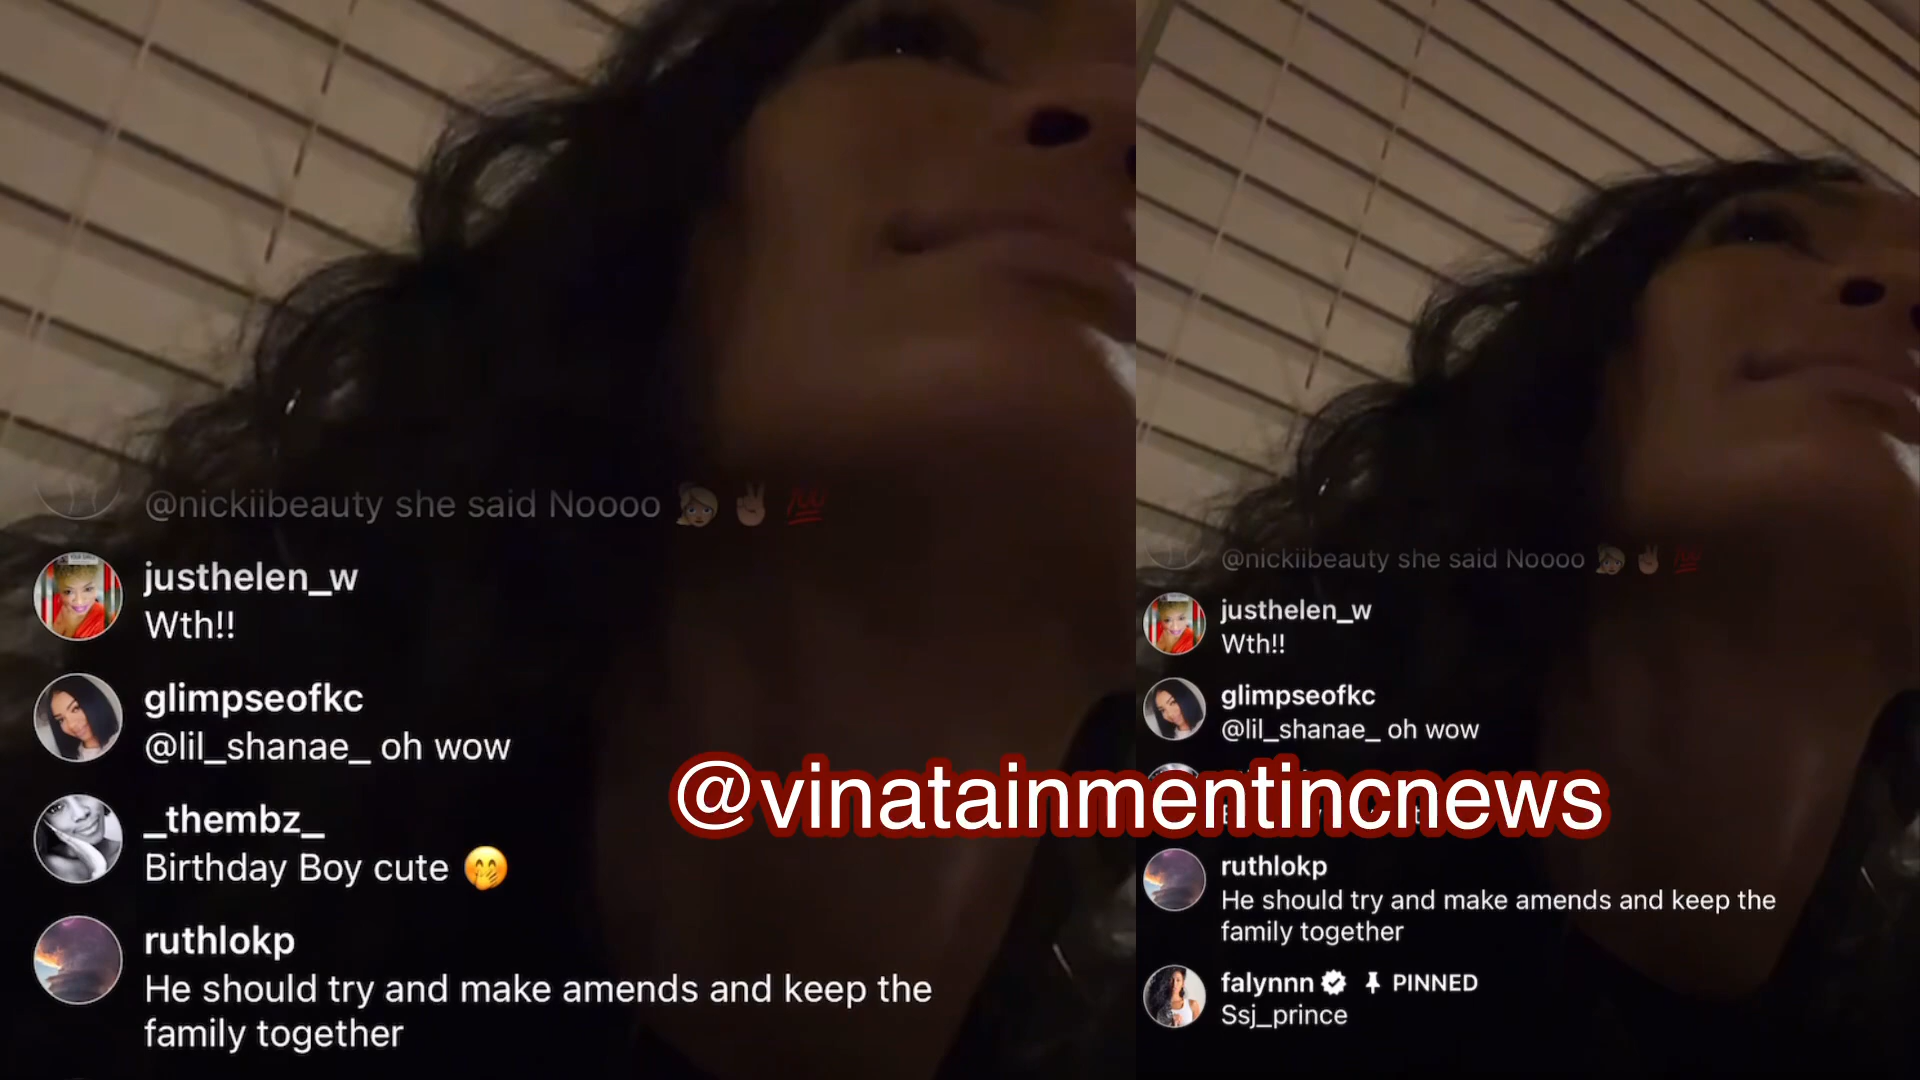 @nickiibeauty she said Noooo 💯
justhelen_w
Wth!!
glimpseofkc
@lil_shanae_ oh wow
_thembz_
Birthday Boy cute 🤭
ruthlokp
He should try and make amends and keep the
family together
@nickiibeauty she said Noooo 💯
justhelen_w
Wth!!
glimpseofkc
@lil_shanae_ oh wow
@vinatainmentincnews
ruthlokp
He should try and make amends and keep the
family together
falynnn PINNED
Ssj_prince